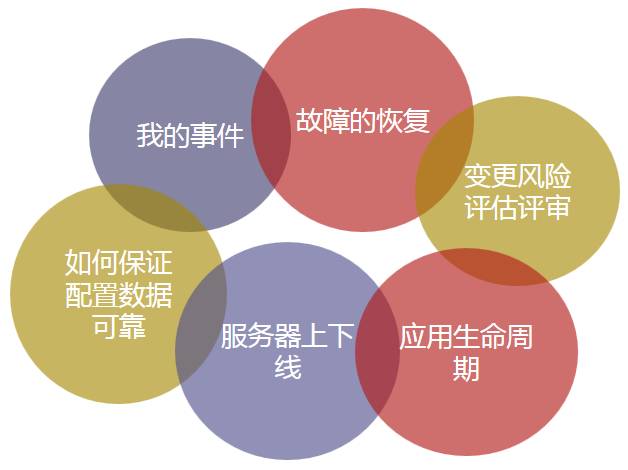 我的事件
故障的恢复
变更风险
评估评审
如何保证
配置数据
可靠
服务器上下
线
应用生命周
期